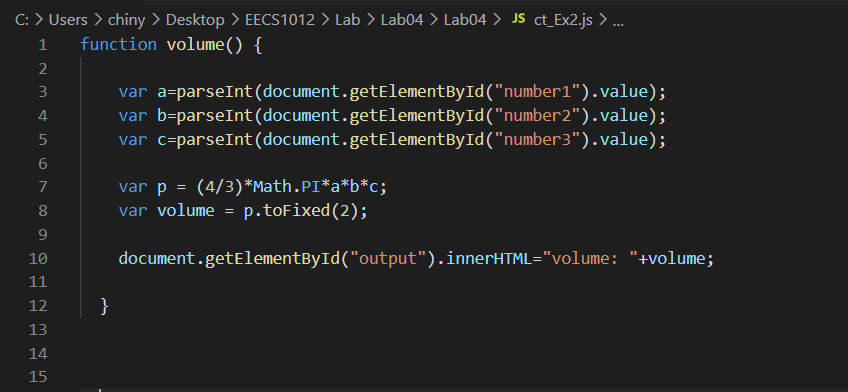 C: > Users > chiny > Desktop > EECS1012 > Lab > Lab04 > Lab04 > JS ct_Ex2.js > ...
1 function volume() {
2
3 var a=parseInt(document.getElementById("number1").value);
4 var b=parseInt(document.getElementById("number2").value);
5 var c=parseInt(document.getElementById("number3").value);
6
7 var p = (4/3)*Math.PI*a*b*c;
8 var volume = p.toFixed(2);
9
10 document.getElementById("output").innerHTML="volume: "+volume;
11
12 }
13
14
15